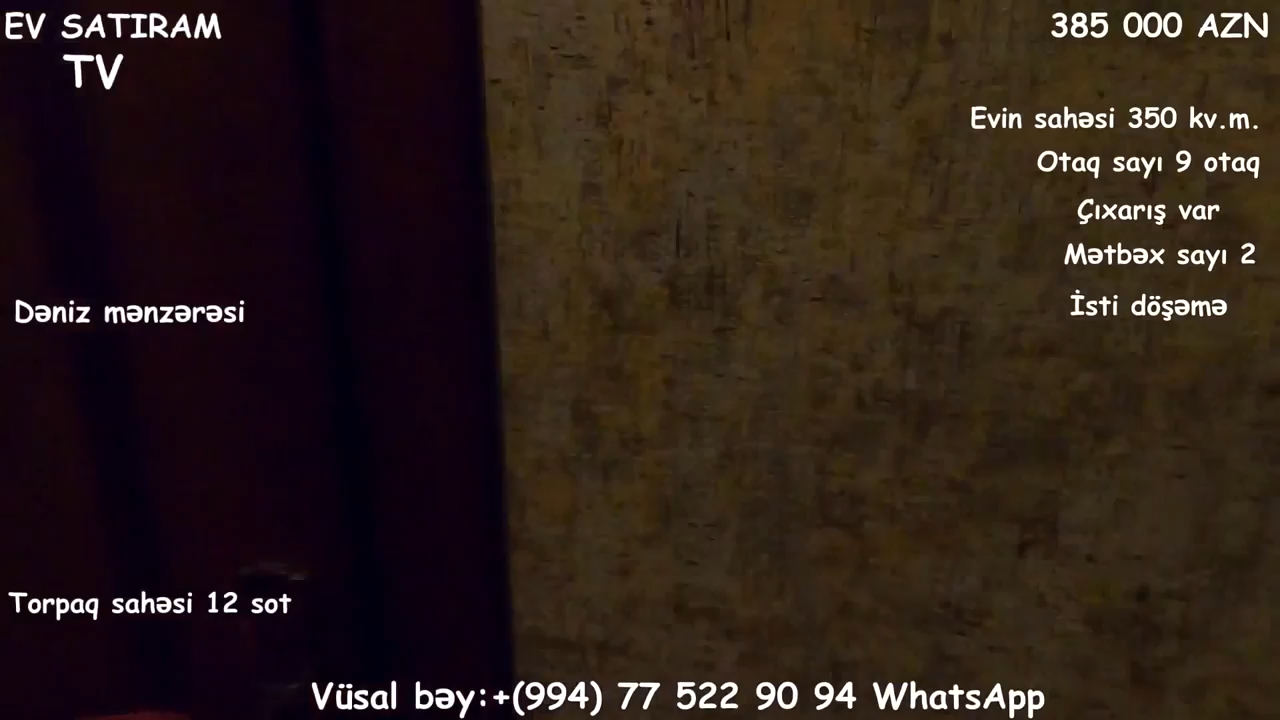 EV SATIRAM
TV
385 000 AZN
Evin sahəsi 350 kv.m.
Otaq sayı 9 otaq
Çıxarış var
Mətbəx sayı 2
İsti döşəmə
Dəniz mənzərəsi
Torpaq sahəsi 12 sot
Vüsal bəy:+(994) 77 522 90 94 WhatsApp